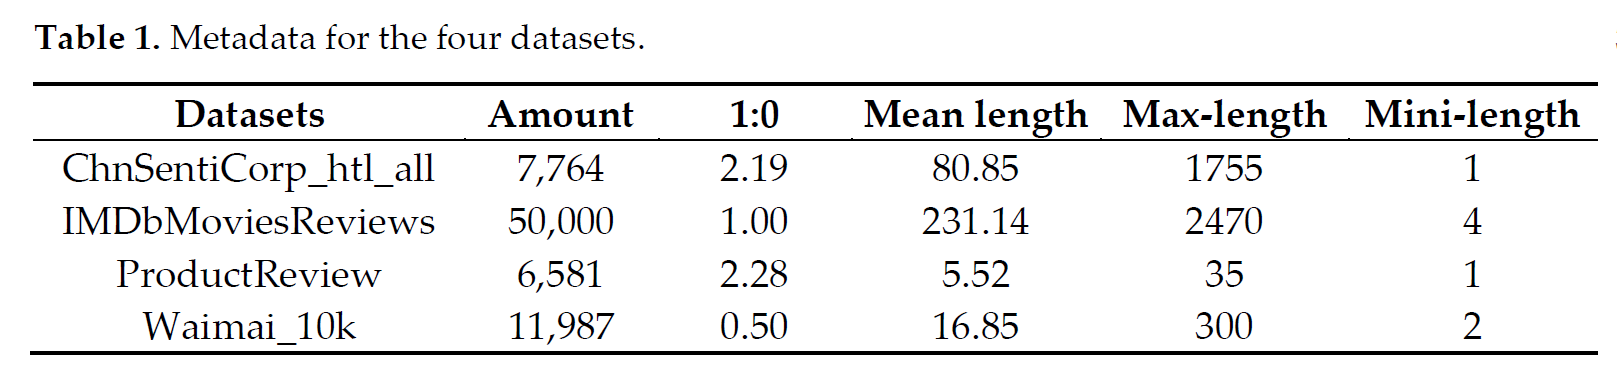 Table 1. Metadata for the four datasets.
Datasets Amount 1:0 Mean length Max-length Mini-length
ChnSentiCorp_htl_all 7,764 2.19 80.85 1755 1
IMDbMoviesReviews 50,000 1.00 231.14 2470 4
ProductReview 6,581 2.28 5.52 35 1
Waimai_10k 11,987 0.50 16.85 300 2